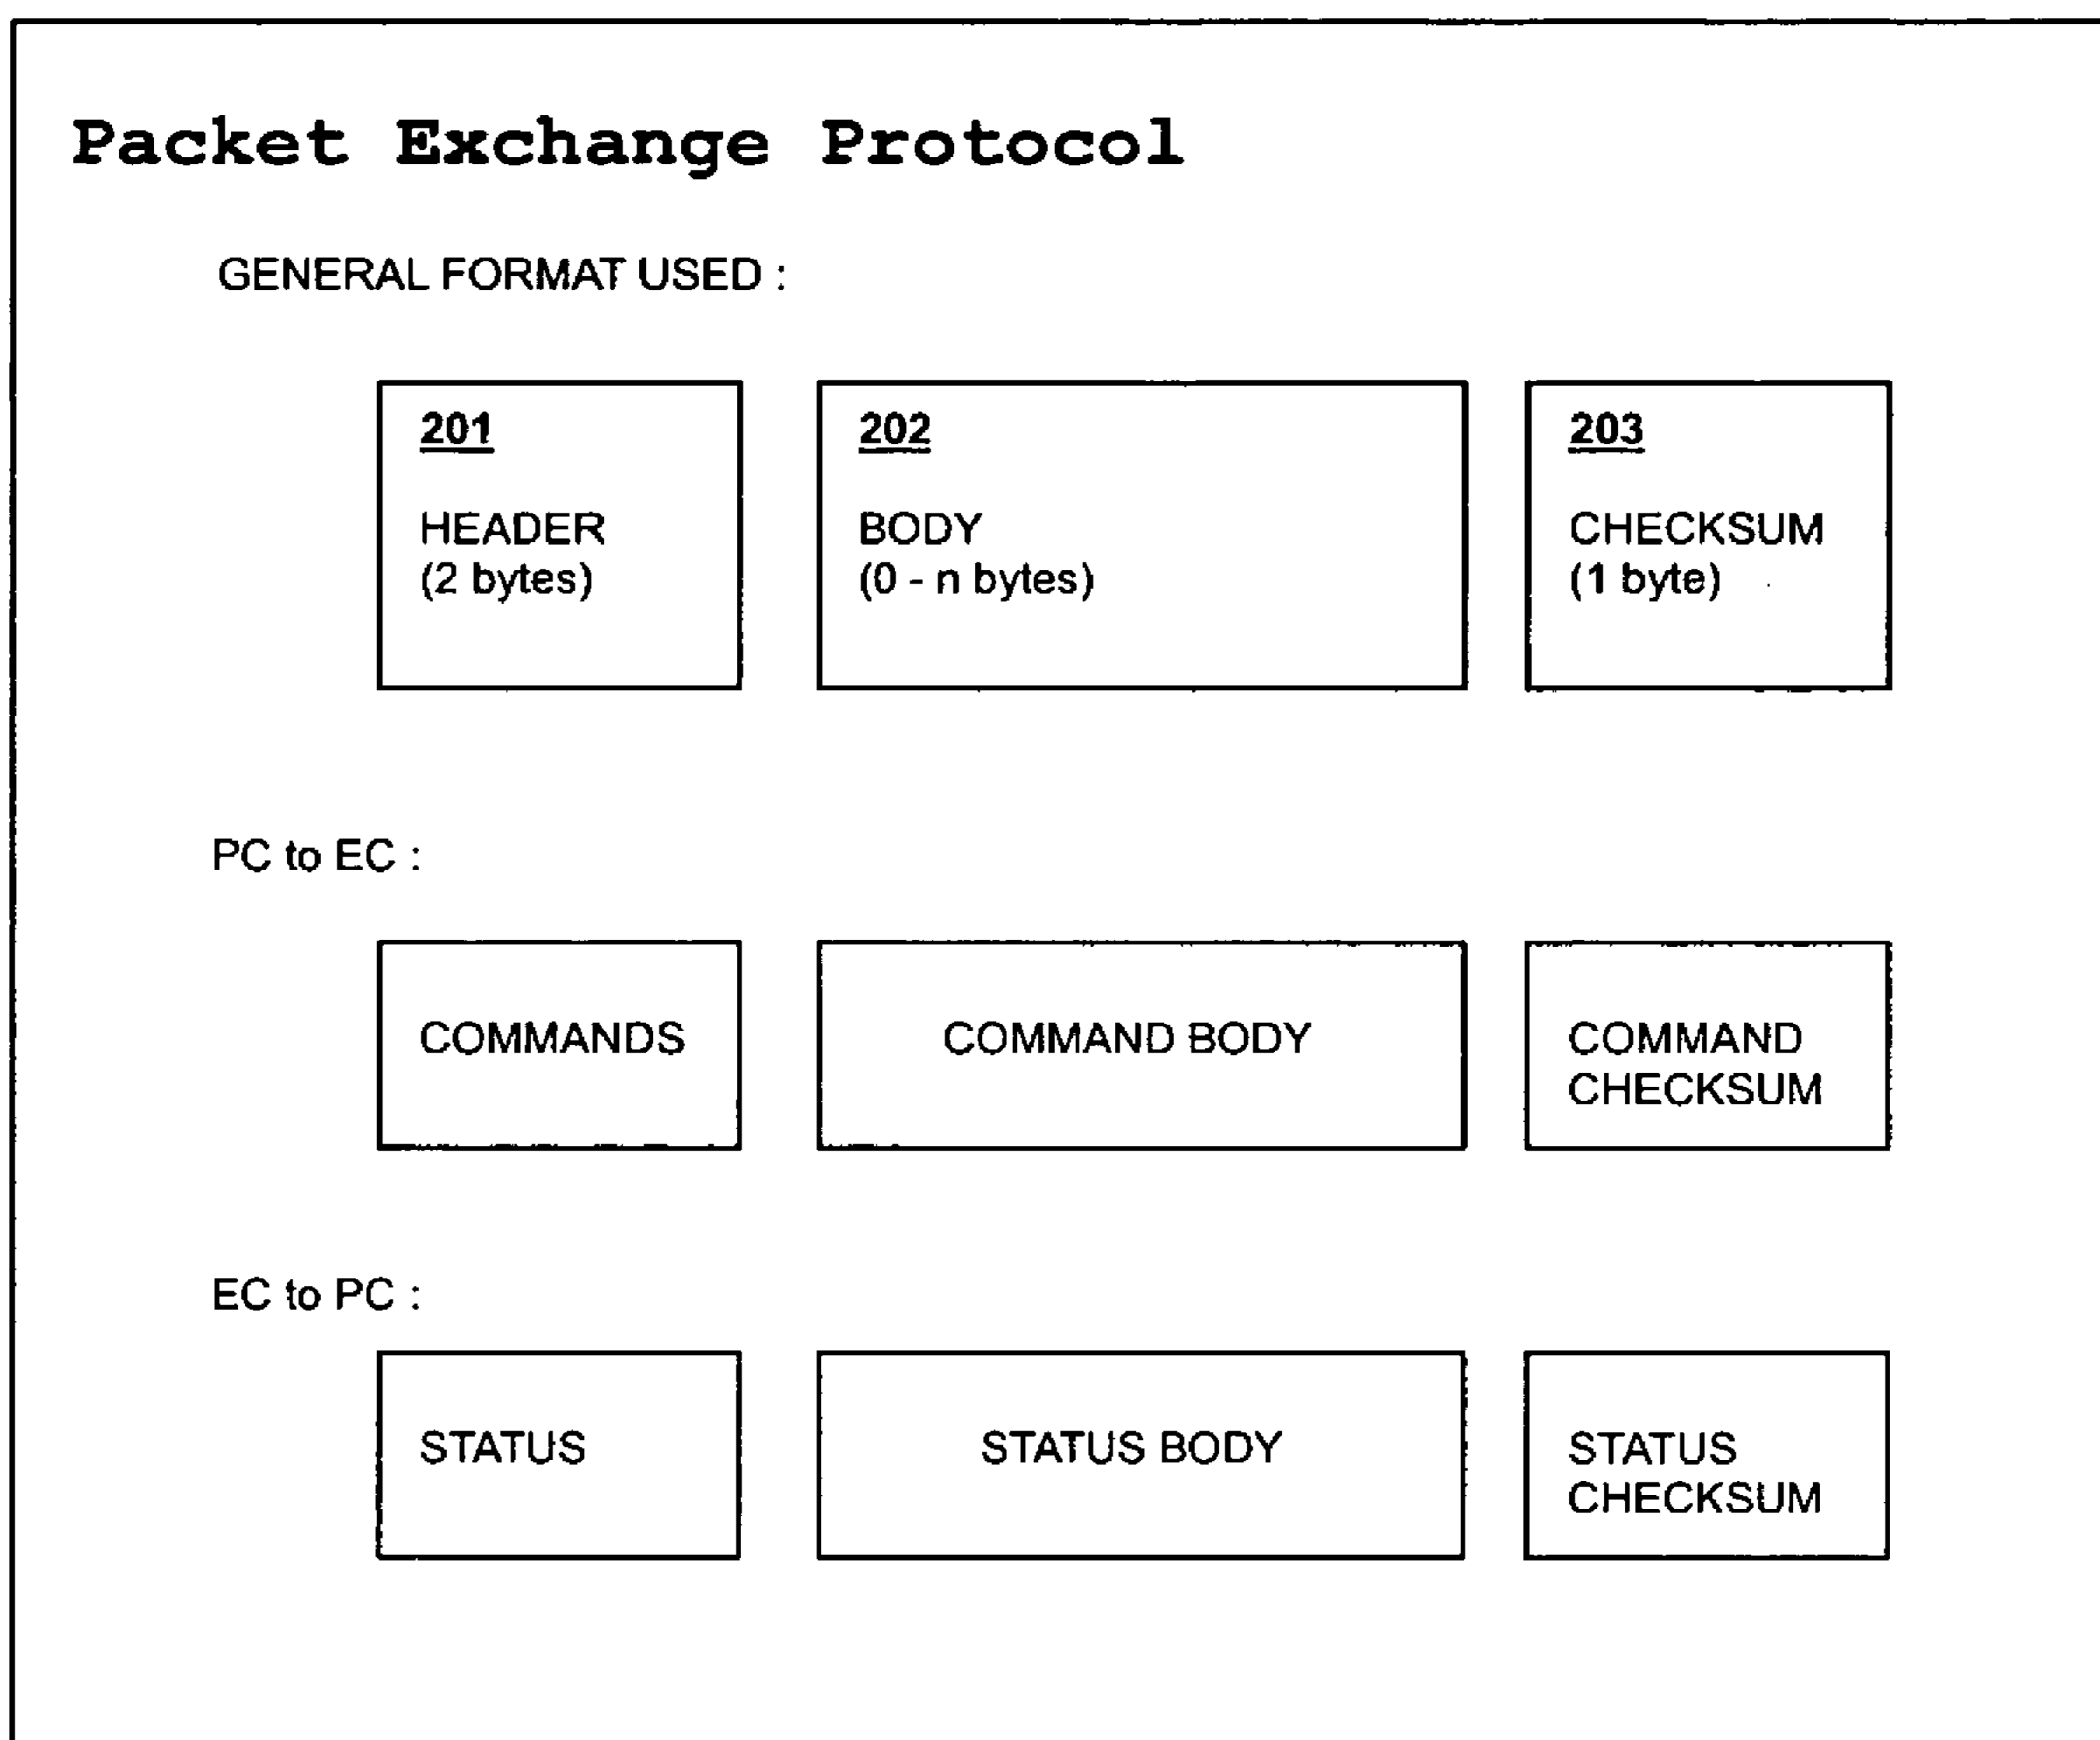 Packet Exchange Protocol
GENERAL FORMAT USED :
201
HEADER
(2 bytes)
202
BODY
(0 - n bytes)
203
CHECKSUM
(1 byte)
PC to EC :
COMMANDS
COMMAND BODY
COMMAND
CHECKSUM
EC to PC :
STATUS
STATUS BODY
STATUS
CHECKSUM